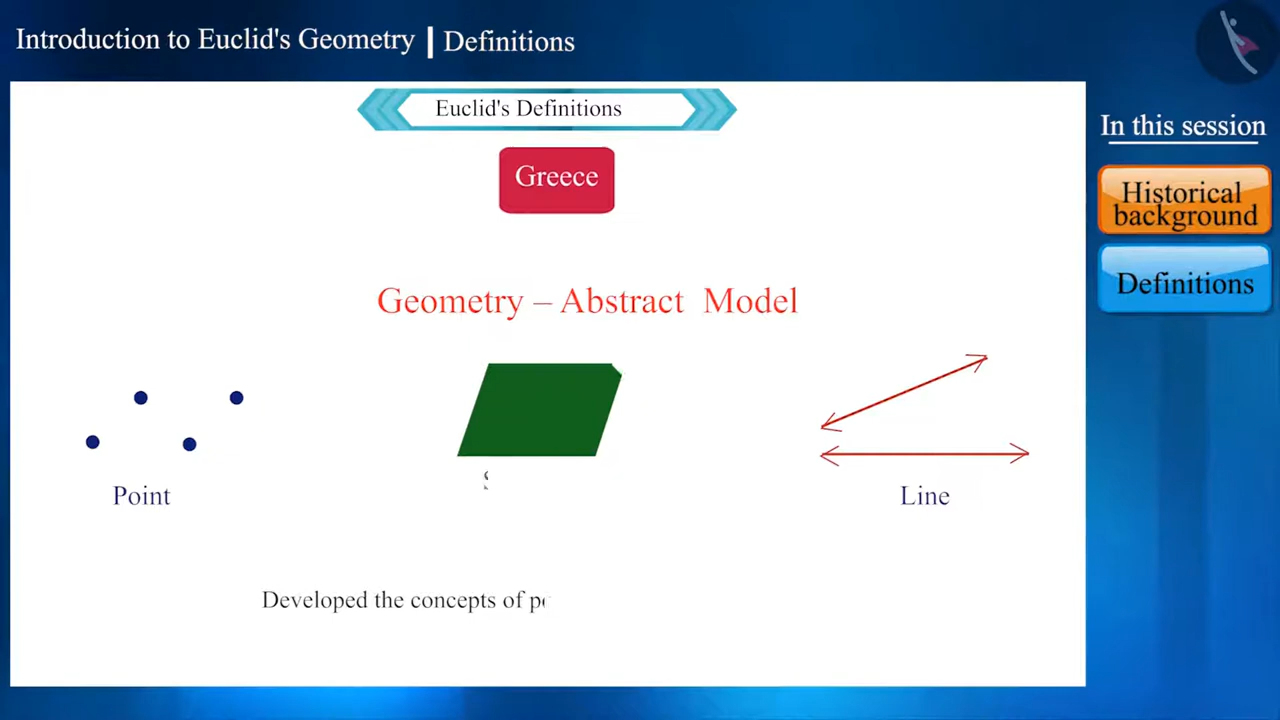 Introduction to Euclid's Geometry | Definitions
Euclid's Definitions
Greece
In this session
Historical
background
Definitions
Geometry – Abstract Model
Point
Line
Developed the concepts of